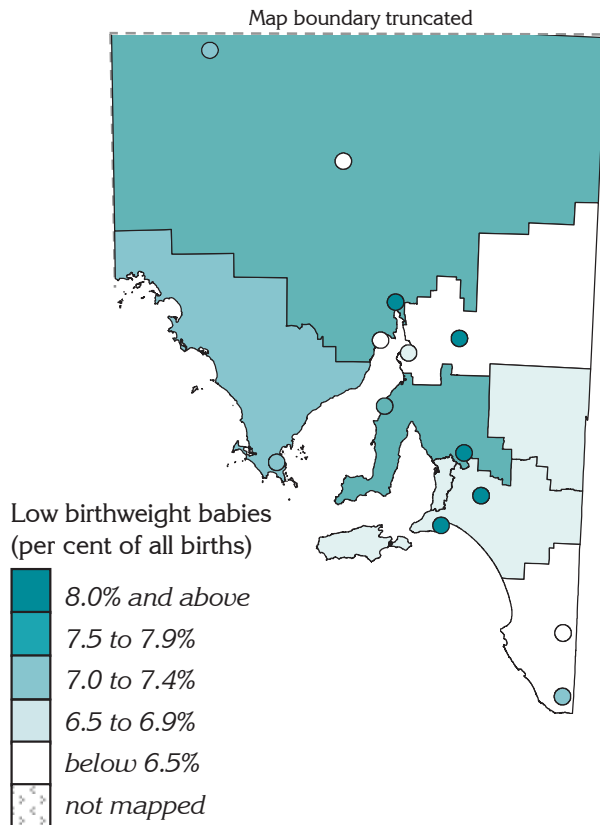 Map boundary truncated
Low birthweight babies
(per cent of all births)
8.0% and above
7.5 to 7.9%
7.0 to 7.4%
6.5 to 6.9%
below 6.5%
not mapped